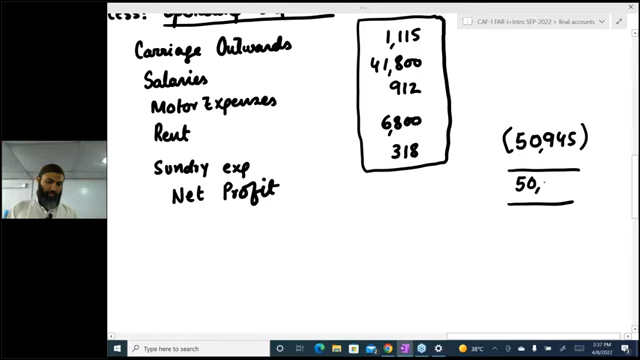 CAF-1 FAR-I+Intro SEP-2022 > final accounts
Less:
Carriage Outwards 1,115
Salaries 41,800
Motor Expenses 912
Rent 6,800
Sundry exp 318
(50,945)
Net Profit 50,
Type here to search
38°C
3:37 PM
4/8/2022